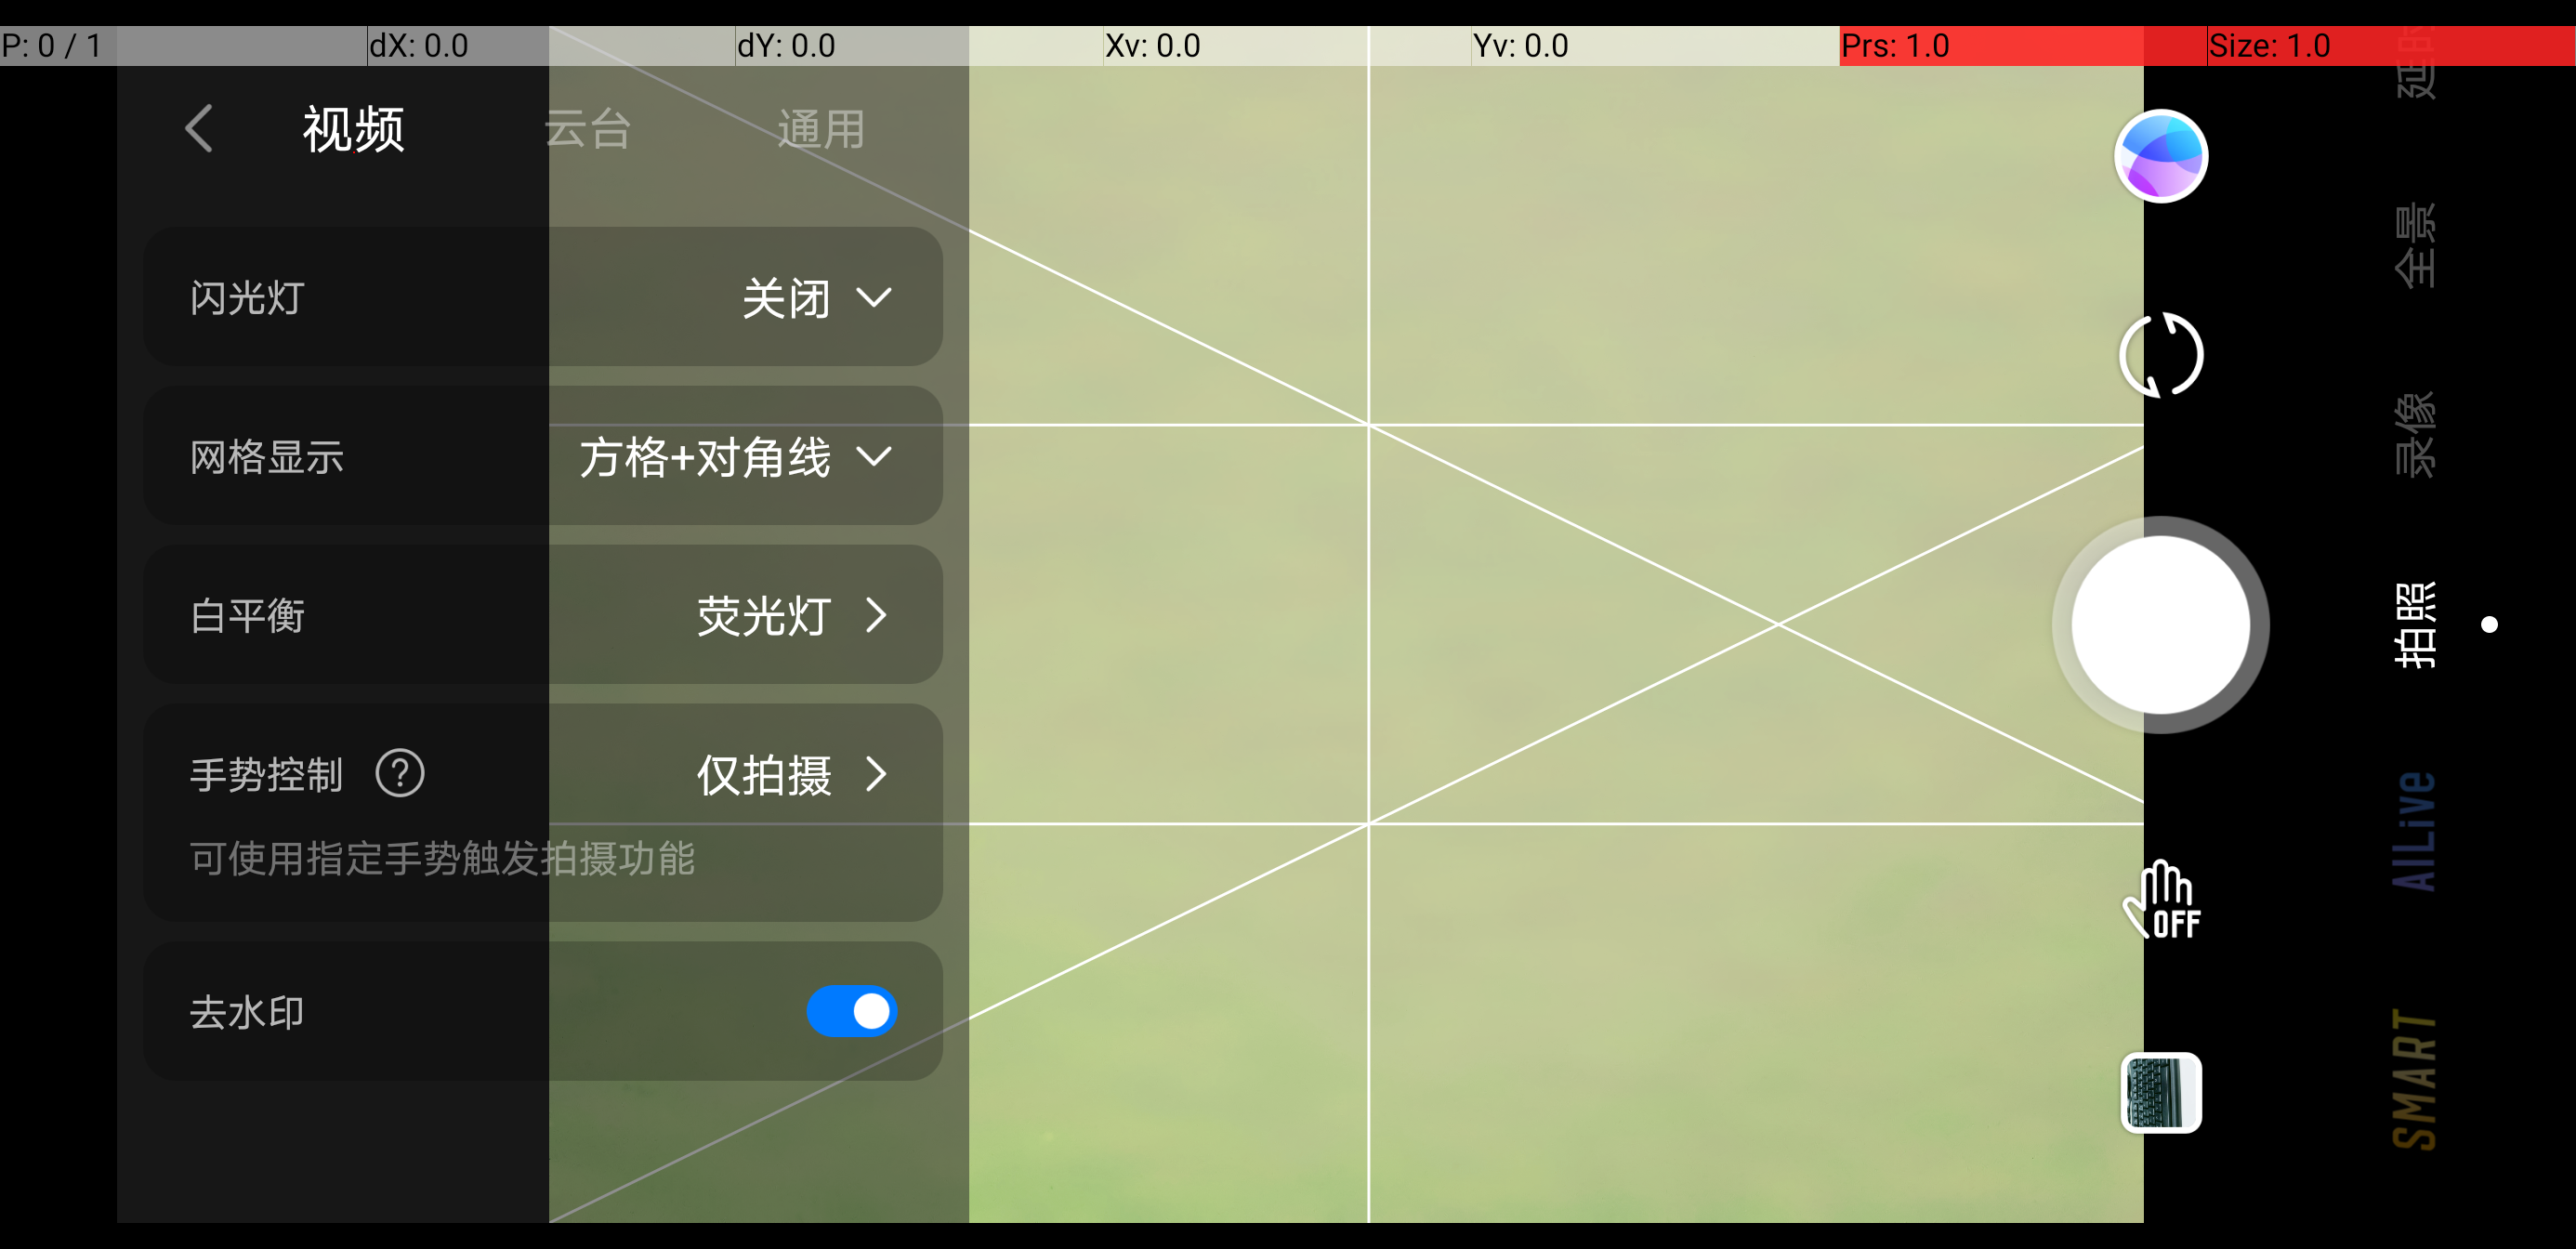 P: 0 / 1 dX: 0.0 dY: 0.0 Xv: 0.0 Yv: 0.0 Prs: 1.0 Size: 1.0
视频 云台 通用
闪光灯 关闭
网格显示 方格+对角线
白平衡 荧光灯
手势控制 ? 仅拍摄
可使用指定手势触发拍摄功能
去水印
OFF
延时
全景
录像
拍照
AILive
SMART